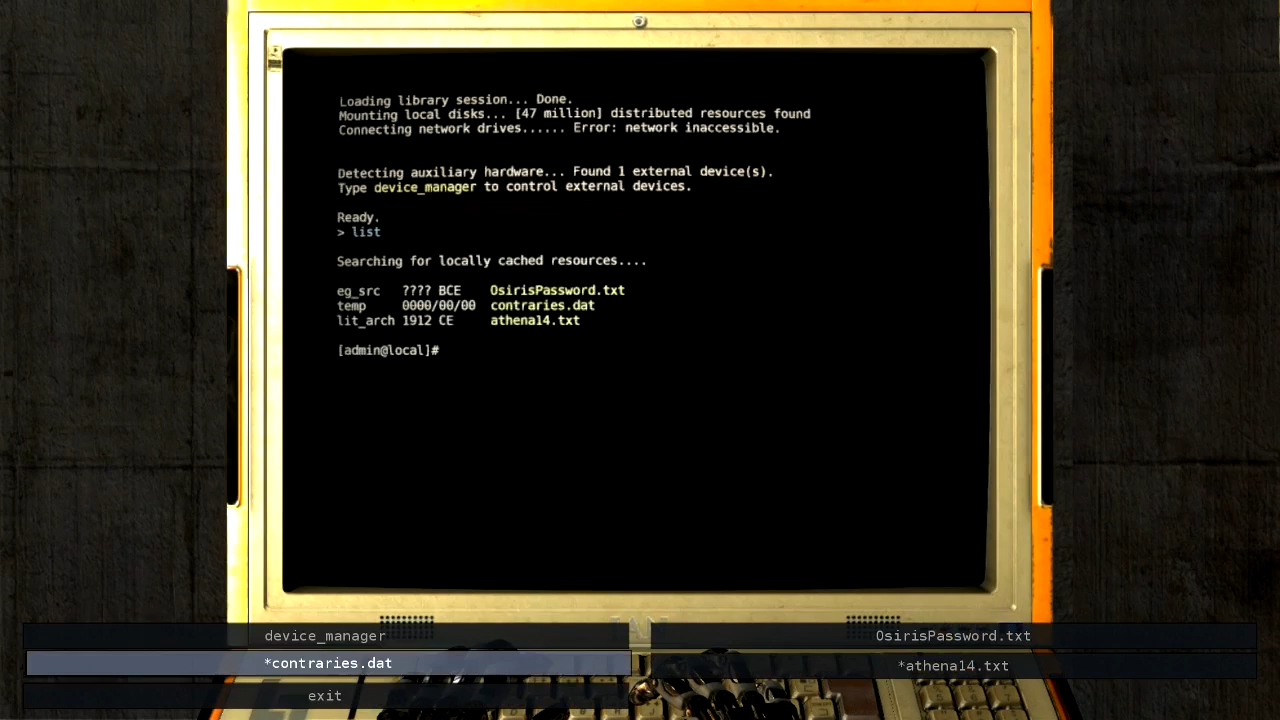 Loading library session... Done.
Mounting local disks... [47 million] distributed resources found
Connecting network drives...... Error: network inaccessible.
Detecting auxiliary hardware... Found 1 external device(s).
Type device_manager to control external devices.
Ready.
> list
Searching for locally cached resources....
eg_src ???? BCE OsirisPassword.txt
temp 0000/00/00 contraries.dat
lit_arch 1912 CE athena14.txt
[admin@local]#
device_manager OsirisPassword.txt
*contraries.dat *athena14.txt
exit